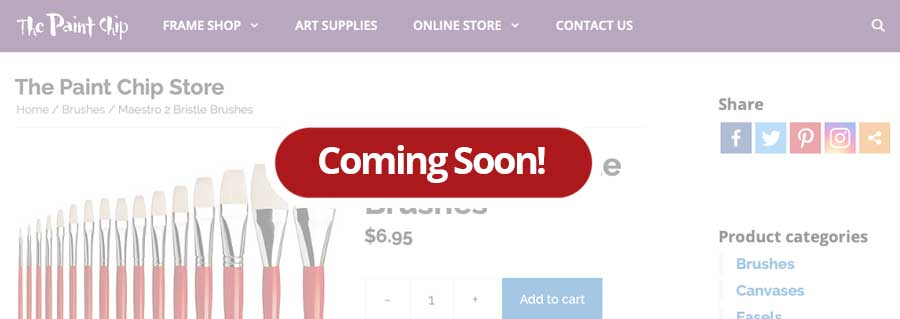 The Paint Chip
FRAME SHOP
ART SUPPLIES
ONLINE STORE
CONTACT US
The Paint Chip Store
Home / Brushes / Maestro 2 Bristle Brushes
Coming Soon!
Brushes
$6.95
-
1
+
Add to cart
Share
Product categories
Brushes
Canvases
Easels